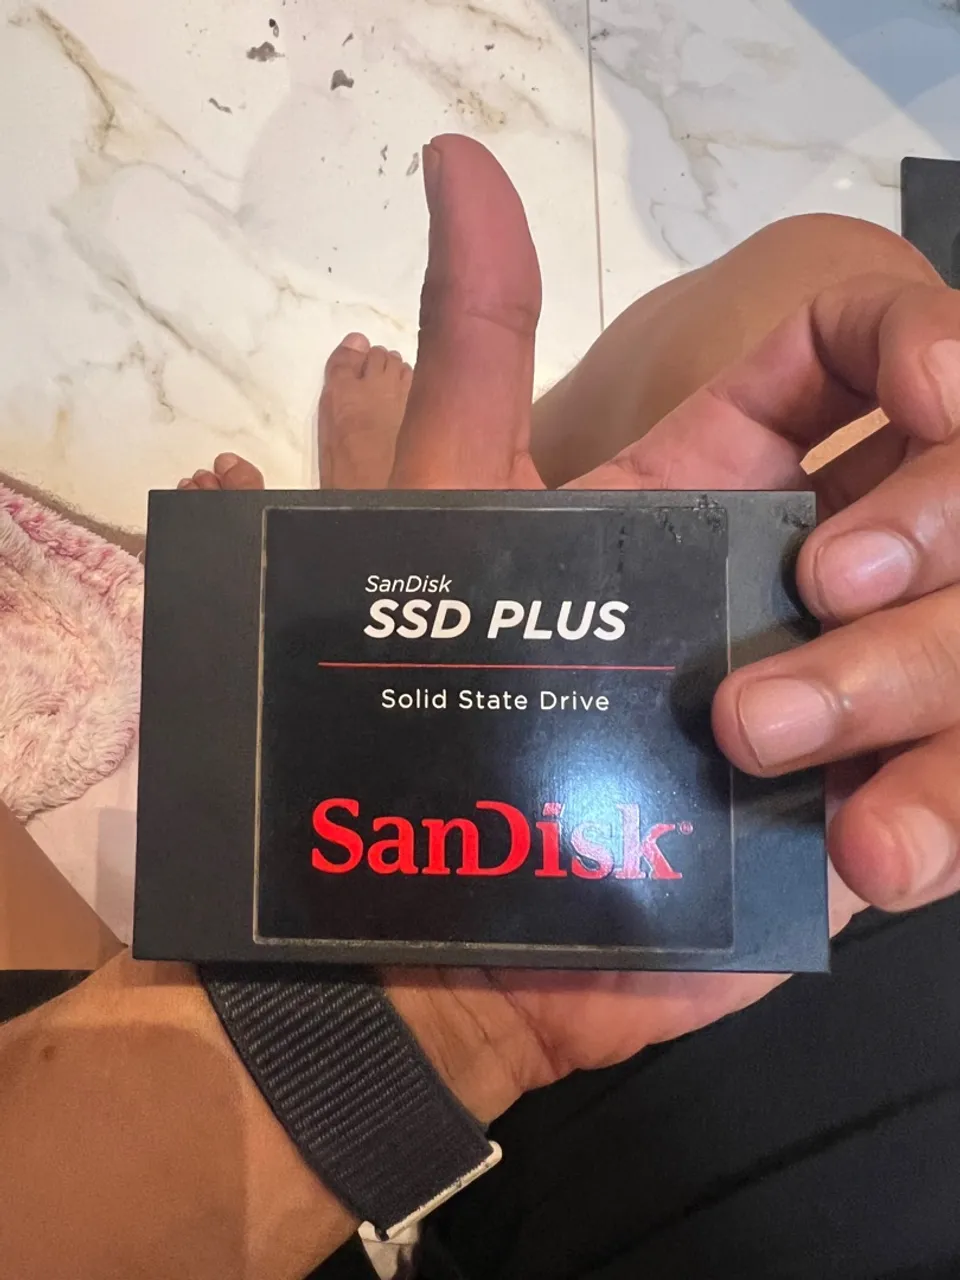 SanDisk
SSD PLUS
Solid State Drive
SanDisk®